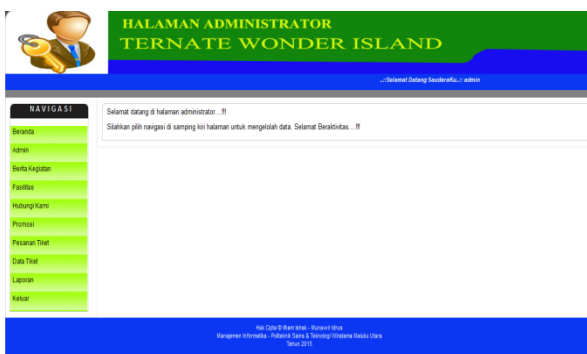 HALAMAN ADMINISTRATOR
TERNATE WONDER ISLAND
..::Selamat Datang SaudaraKu..:: admin
NAVIGASI
Beranda
Admin
Berita Kegiatan
Fasilitas
Hubungi Kami
Promosi
Pesanan Tiket
Data Tiket
Laporan
Keluar
Selamat datang di halaman administrator....!!!
Silahkan pilih navigasi di samping kiri halaman untuk mengelolah data. Selamat Beraktivitas....!!!
Hak Cipta © Ilham Ishak - Munawir Idrus
Manajemen Informatika - Politeknik Sains & Teknologi Wiratama Maluku Utara
Tahun 2015